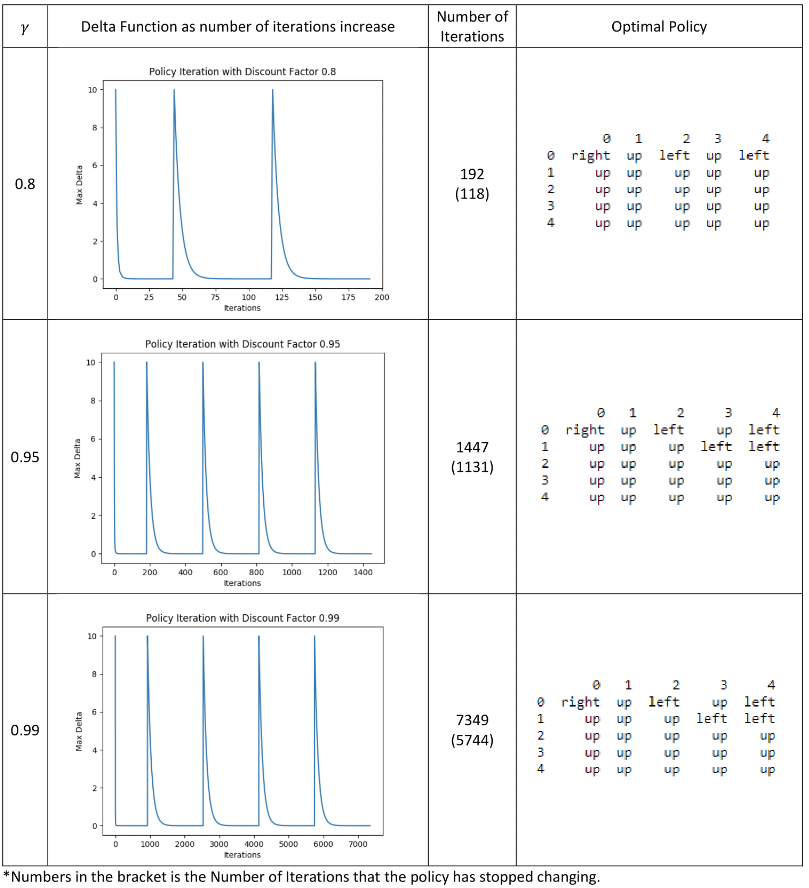 γ Delta Function as number of iterations increase Number of Iterations Optimal Policy
0.8
Policy Iteration with Discount Factor 0.8
Max Delta
10
8
6
4
2
0
0 25 50 75 100 125 150 175 200
Iterations
192
(118)
0 1 2 3 4
0 right up left up left
1 up up up up up
2 up up up up up
3 up up up up up
4 up up up up up
0.95
Policy Iteration with Discount Factor 0.95
Max Delta
10
8
6
4
2
0
0 200 400 600 800 1000 1200 1400
Iterations
1447
(1131)
0 1 2 3 4
0 right up left up left
1 up up up left left
2 up up up up up
3 up up up up up
4 up up up up up
0.99
Policy Iteration with Discount Factor 0.99
Max Delta
10
8
6
4
2
0
0 1000 2000 3000 4000 5000 6000 7000
Iterations
7349
(5744)
0 1 2 3 4
0 right up left up left
1 up up up left left
2 up up up up up
3 up up up up up
4 up up up up up
*Numbers in the bracket is the Number of Iterations that the policy has stopped changing.